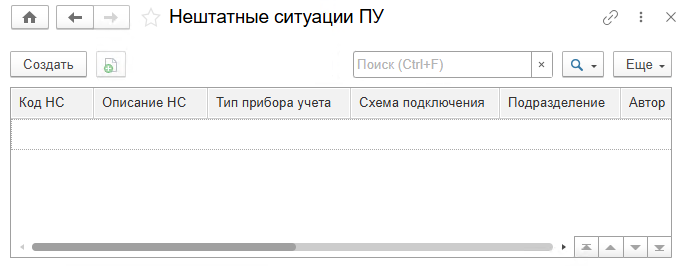 Нештатные ситуации ПУ
Создать Поиск (Ctrl+F) × Еще
Код НС Описание НС Тип прибора учета Схема подключения Подразделение Автор